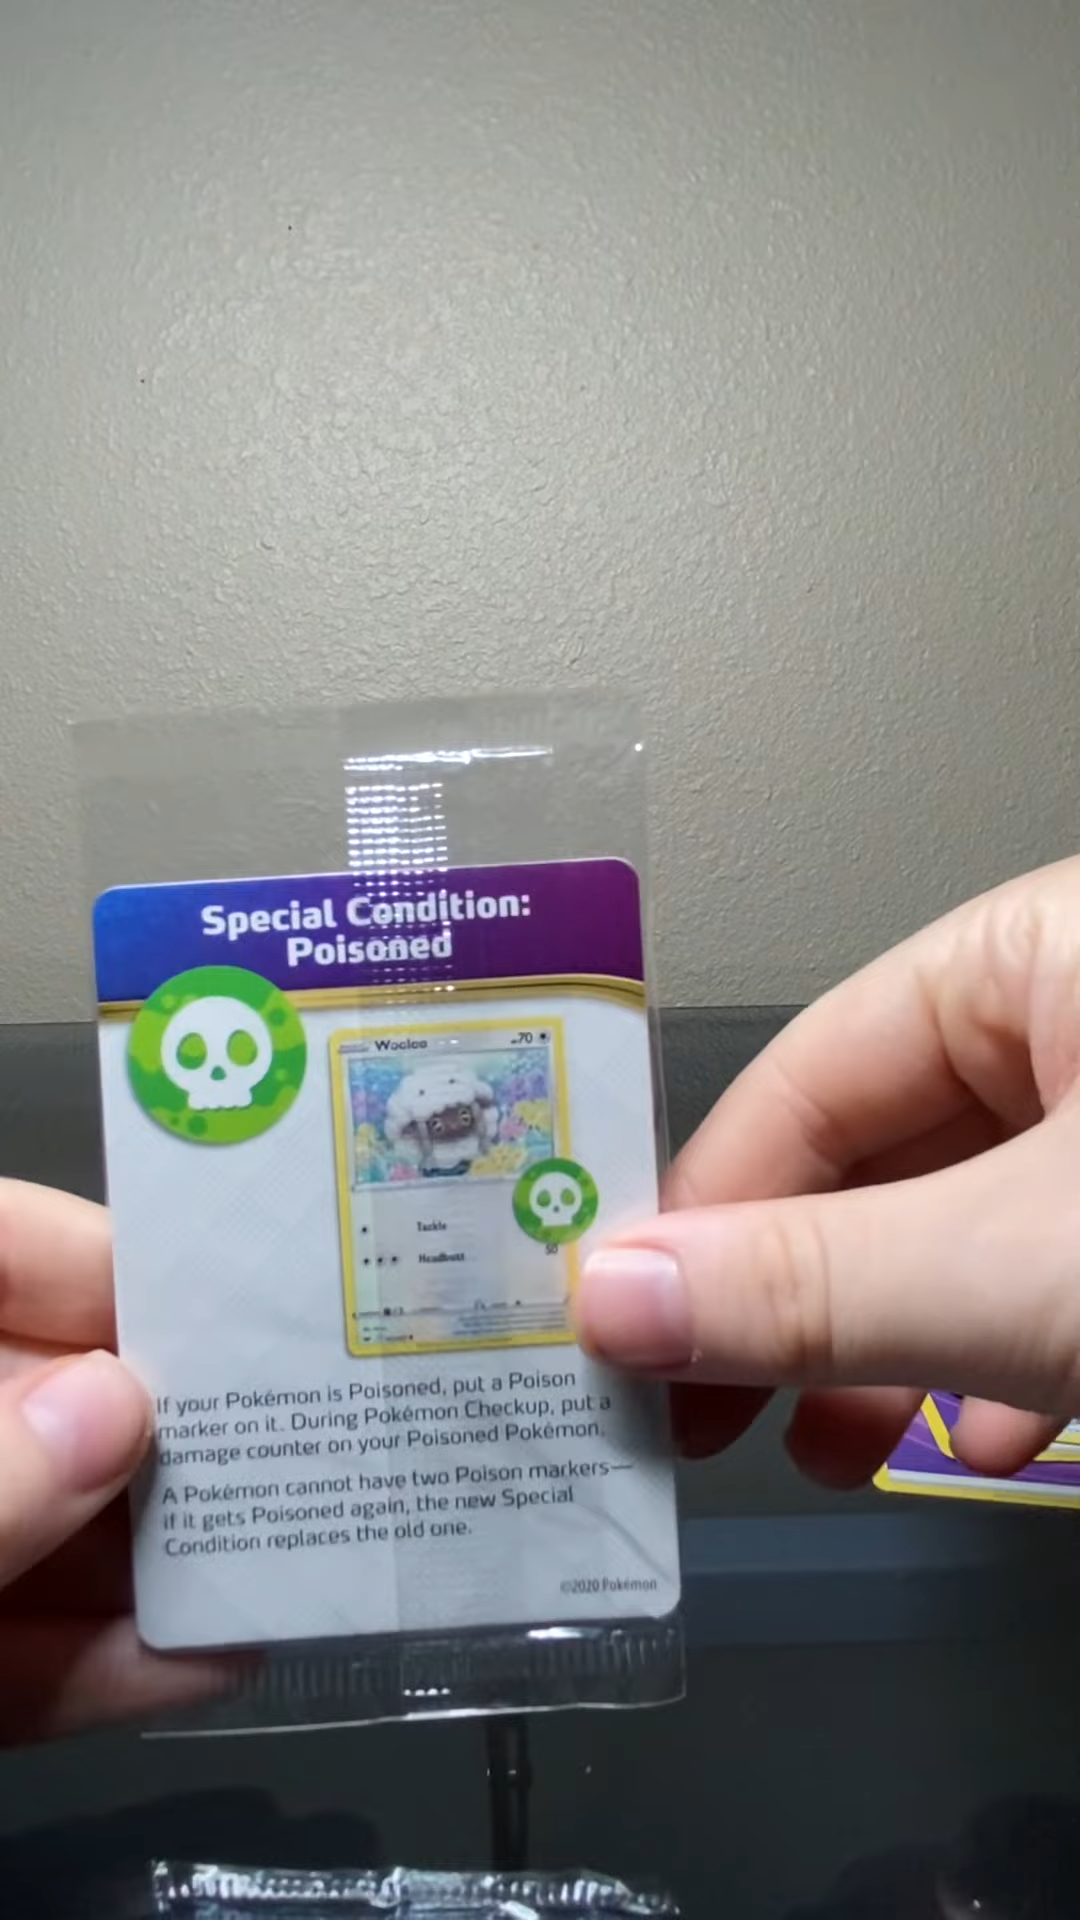 Special Condition:
Poisoned
Wooloo
70
Tackle
Headbutt
50
If your Pokémon is Poisoned, put a Poison
marker on it. During Pokémon Checkup, put a
damage counter on your Poisoned Pokémon.
A Pokémon cannot have two Poison markers—
if it gets Poisoned again, the new Special
Condition replaces the old one.
©2020 Pokémon